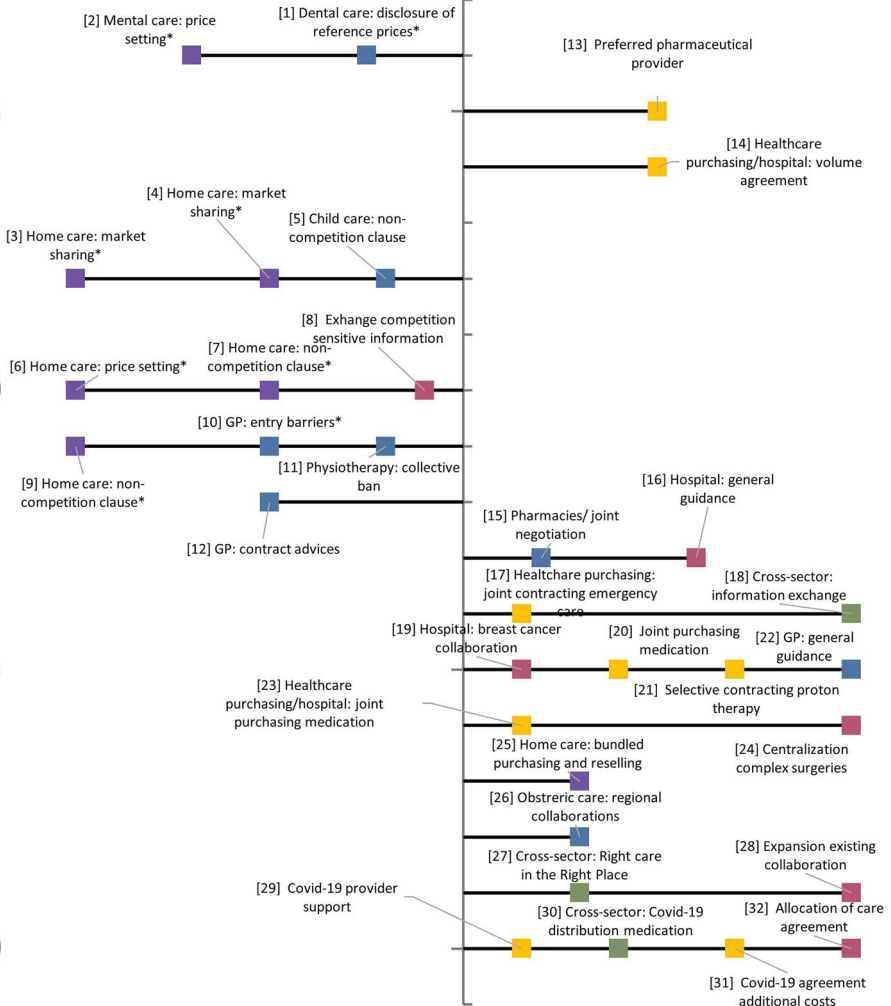 [2] Mental care: price
setting*
[1] Dental care: disclosure of
reference prices*
[13] Preferred pharmaceutical
provider
[14] Healthcare
purchasing/hospital: volume
agreement
[4] Home care: market
sharing*
[5] Child care: non-
competition clause
[3] Home care: market
sharing*
[8] Exhange competition
sensitive information
[7] Home care: non-
competition clause*
[6] Home care: price setting*
[10] GP: entry barriers*
[11] Physiotherapy: collective
ban
[9] Home care: non-
competition clause*
[16] Hospital: general
guidance
[15] Pharmacies/ joint
negotiation
[12] GP: contract advices
[17] Healtchare purchasing:
joint contracting emergency
care
[18] Cross-sector:
information exchange
[19] Hospital: breast cancer
collaboration
[20] Joint purchasing
medication
[22] GP: general
guidance
[21] Selective contracting proton
therapy
[23] Healthcare
purchasing/hospital: joint
purchasing medication
[25] Home care: bundled
purchasing and reselling
[24] Centralization
complex surgeries
[26] Obstreric care: regional
collaborations
[27] Cross-sector: Right care
in the Right Place
[28] Expansion existing
collaboration
[29] Covid-19 provider
support
[30] Cross-sector: Covid-19
distribution medication
[32] Allocation of care
agreement
[31] Covid-19 agreement
additional costs